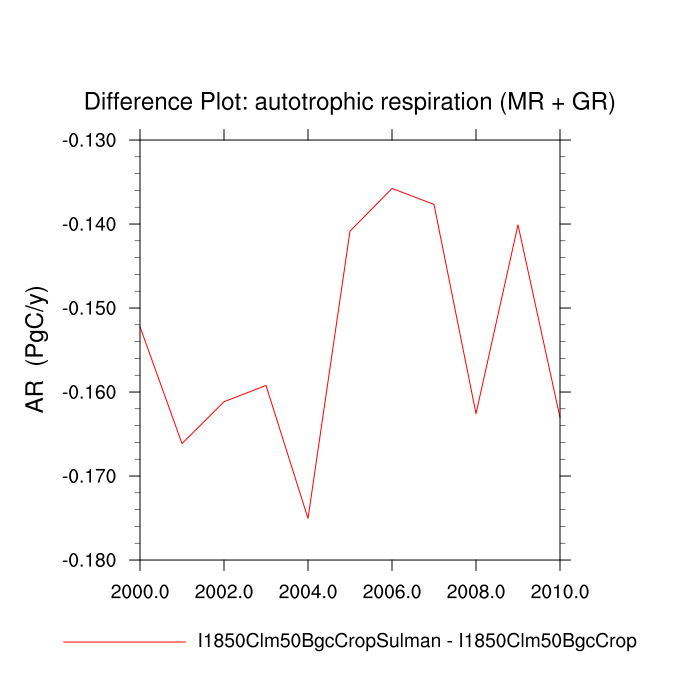 Difference Plot: autotrophic respiration (MR + GR)
-0.130
-0.140
-0.150
-0.160
-0.170
-0.180
AR (PgC/y)
2000.0 2002.0 2004.0 2006.0 2008.0 2010.0
I1850Clm50BgcCropSulman - I1850Clm50BgcCrop